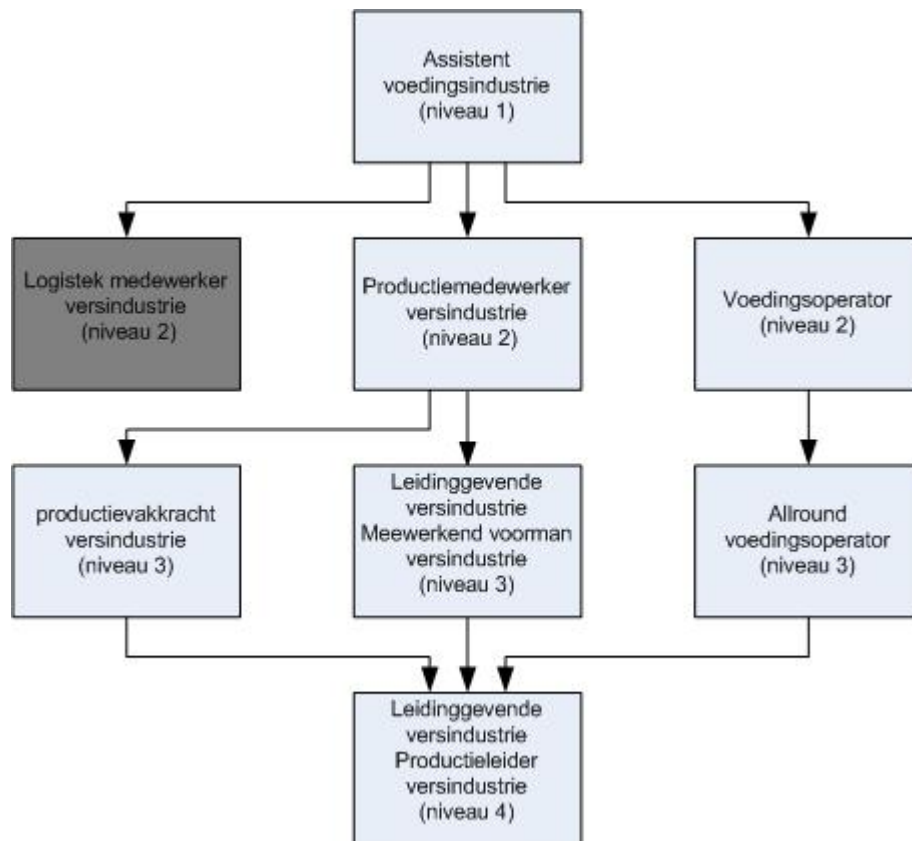 Assistent
voedingsindustrie
(niveau 1)
Logistek medewerker
versindustrie
(niveau 2)
Productiemedewerker
versindustrie
(niveau 2)
Voedingsoperator
(niveau 2)
productievakkracht
versindustrie
(niveau 3)
Leidinggevende
versindustrie
Meewerkend voorman
versindustrie
(niveau 3)
Allround
voedingsoperator
(niveau 3)
Leidinggevende
versindustrie
Productieleider
versindustrie
(niveau 4)